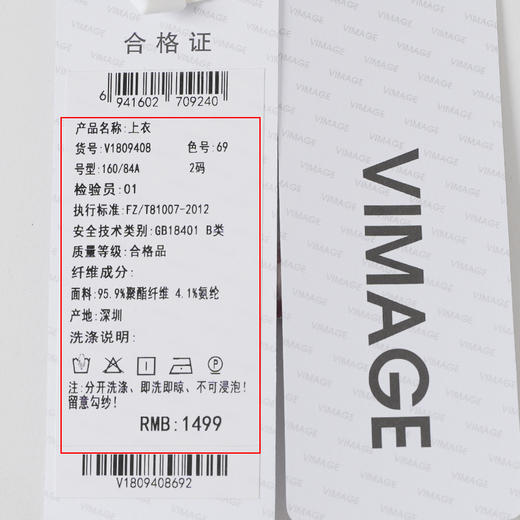 合格证
6 941602 709240
产品名称:上衣
货号:V1809408 色号:69
号型:160/84A 2码
检验员:01
执行标准:FZ/T81007-2012
安全技术类别:GB18401 B类
质量等级:合格品
纤维成分:
面料:95.9%聚酯纤维 4.1%氨纶
产地:深圳
洗涤说明:
P
注:分开洗涤、即洗即晾、不可浸泡!
留意勾纱!
RMB:1499
V1809408692
VIMAGE